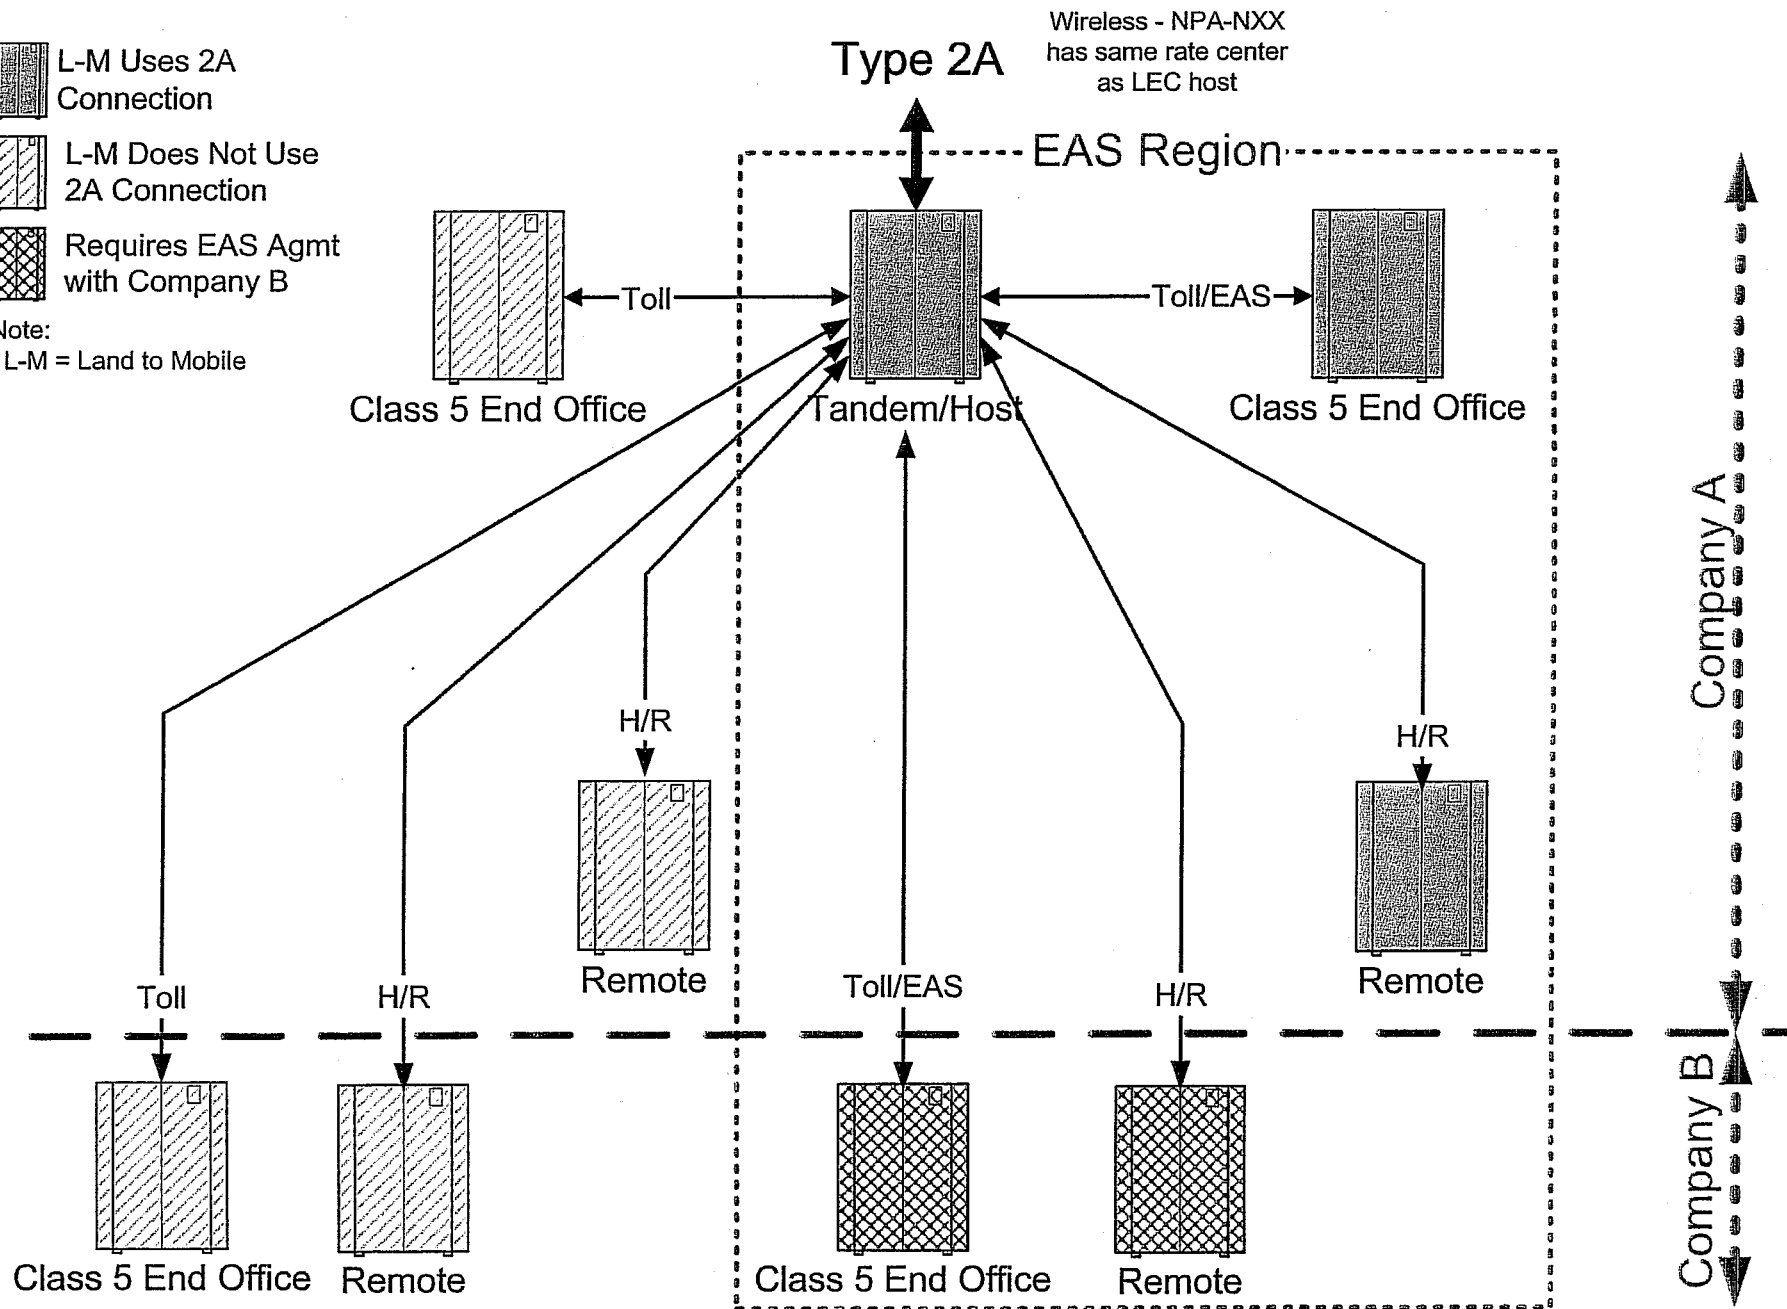 Wireless - NPA-NXX
has same rate center
as LEC host
Type 2A
L-M Uses 2A
Connection
L-M Does Not Use
2A Connection
Requires EAS Agmt
with Company B
Note:
L-M = Land to Mobile
EAS Region
Toll
Toll/EAS
Class 5 End Office
Tandem/Host
Class 5 End Office
Company A
H/R
H/R
Remote
Remote
Toll
H/R
Toll/EAS
H/R
Company B
Class 5 End Office
Remote
Class 5 End Office
Remote